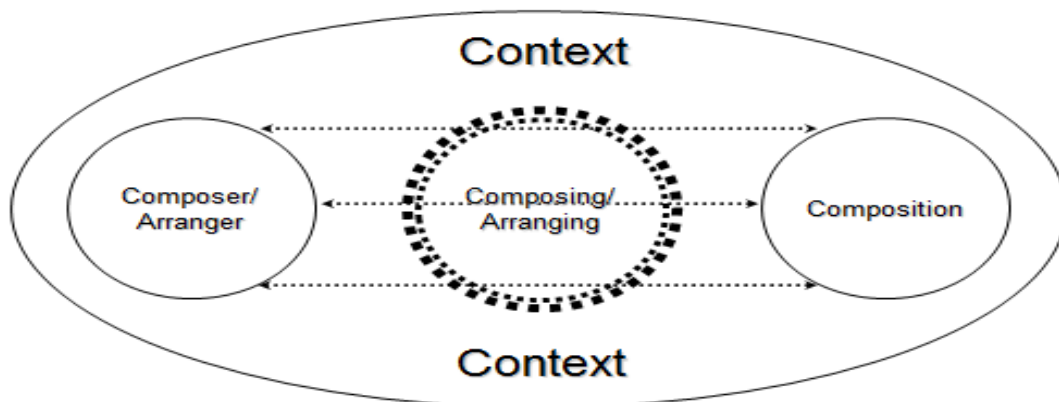 Context
Composer/
Arranger
Composing/
Arranging
Composition
Context